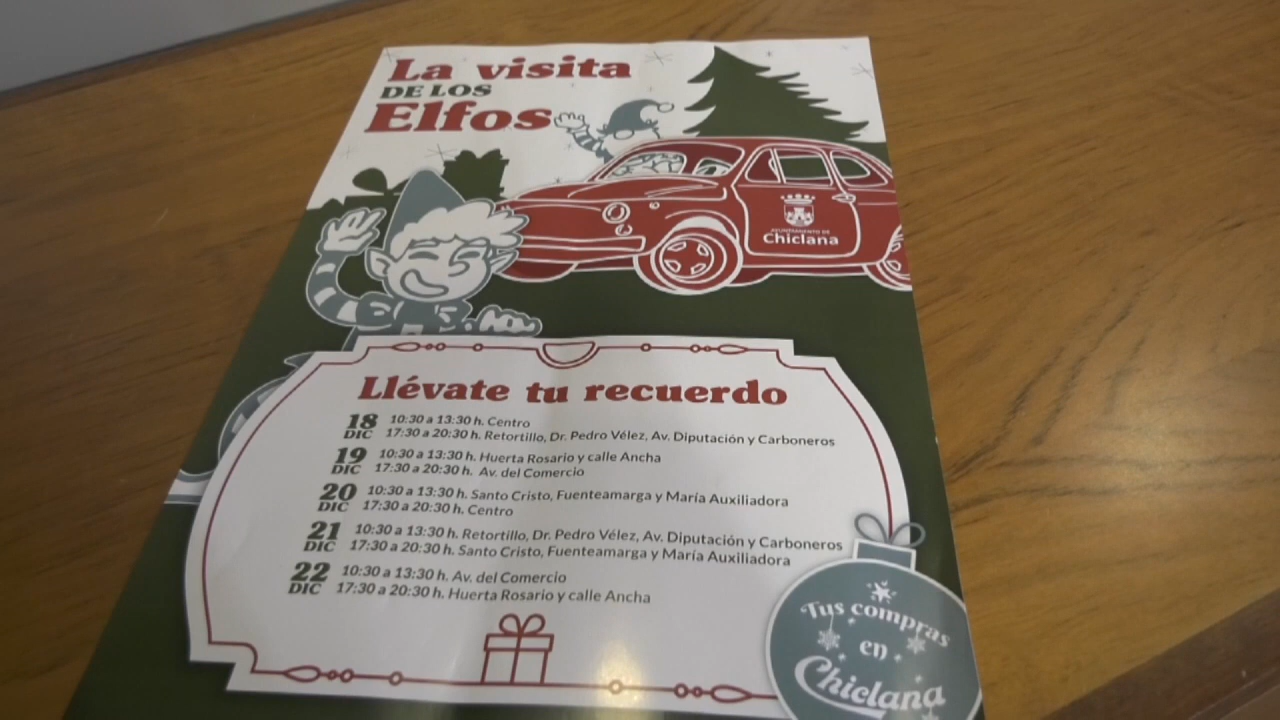 La visita
DE LOS
Elfos
AYUNTAMIENTO DE
Chiclana
Llévate tu recuerdo
18 DIC
10:30 a 13:30 h. Centro
17:30 a 20:30 h. Retortillo, Dr. Pedro Vélez, Av. Diputación y Carboneros
19 DIC
10:30 a 13:30 h. Huerta Rosario y calle Ancha
17:30 a 20:30 h. Av. del Comercio
20 DIC
10:30 a 13:30 h. Santo Cristo, Fuenteamarga y María Auxiliadora
17:30 a 20:30 h. Centro
21 DIC
10:30 a 13:30 h. Retortillo, Dr. Pedro Vélez, Av. Diputación y Carboneros
17:30 a 20:30 h. Santo Cristo, Fuenteamarga y María Auxiliadora
22 DIC
10:30 a 13:30 h. Av. del Comercio
17:30 a 20:30 h. Huerta Rosario y calle Ancha
Tus compras
en
Chiclana